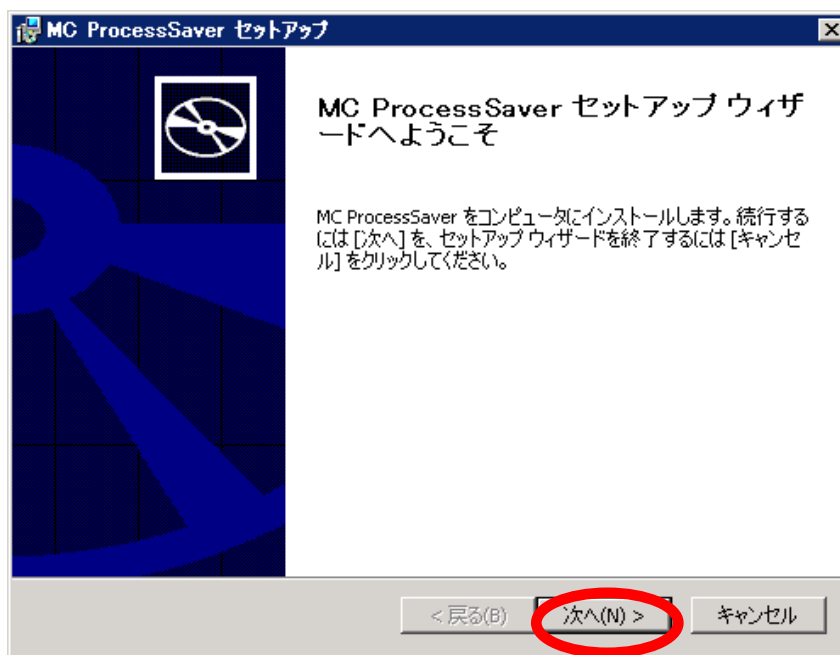 MC ProcessSaver セットアップ
MC ProcessSaver セットアップ ウィザ
ードへようこそ
MC ProcessSaver をコンピュータにインストールします。続行する
には [次へ] を、セットアップ ウィザードを終了するには [キャンセ
ル] をクリックしてください。
< 戻る(B)
次へ(N) >
キャンセル